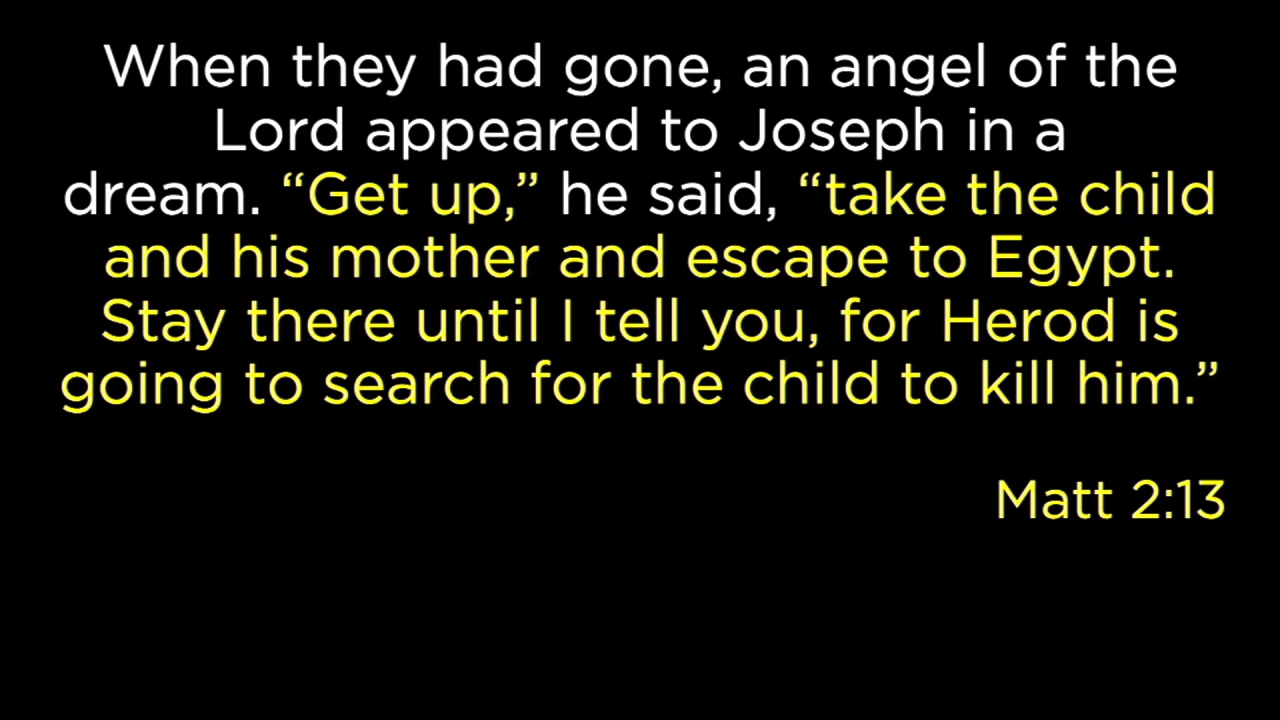 When they had gone, an angel of the
Lord appeared to Joseph in a
dream. “Get up,” he said, “take the child
and his mother and escape to Egypt.
Stay there until I tell you, for Herod is
going to search for the child to kill him.”
Matt 2:13